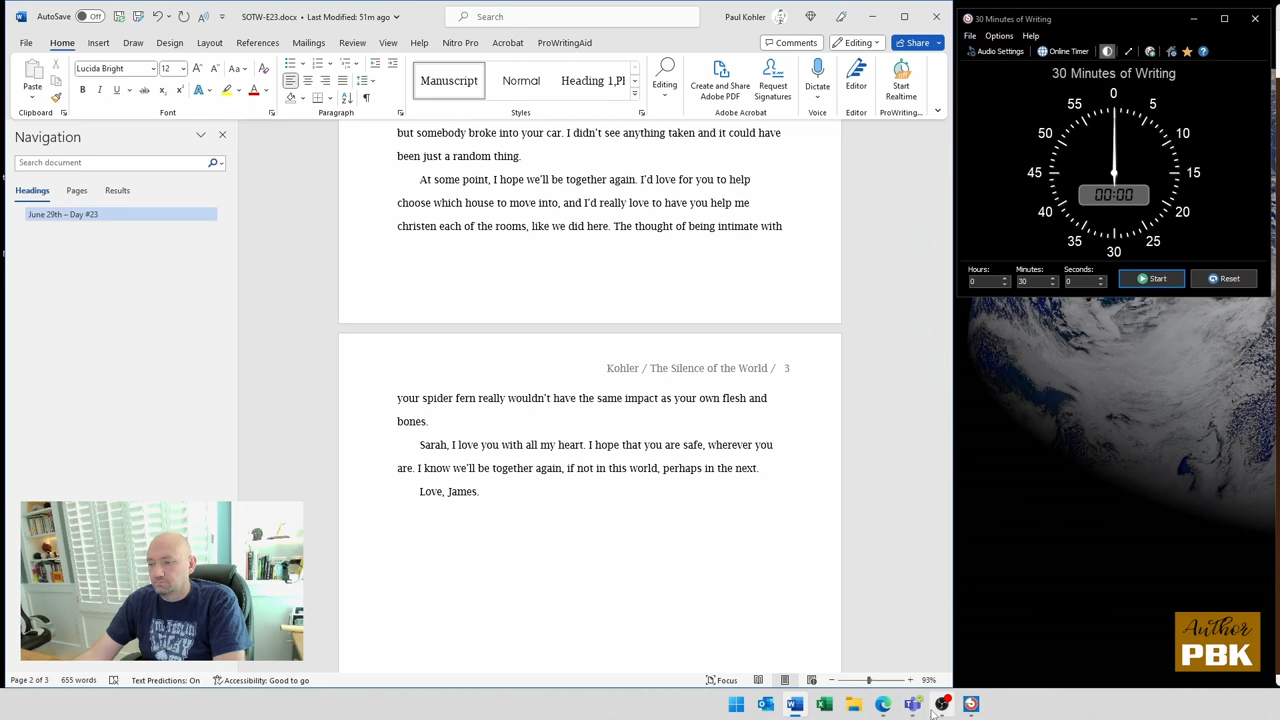 AutoSave Off SOTW-E23.docx • Last Modified: 51m ago Search Paul Kohler
File Home Insert Draw Design Layout References Mailings Review View Help Nitro Pro Acrobat ProWritingAid Comments Editing Share
Paste
Clipboard
Lucida Bright 12
Font
Paragraph
Manuscript Normal Heading 1,Pl
Styles
Editing
Create and Share Adobe PDF
Request Signatures
Adobe Acrobat
Dictate
Voice
Editor
Editor
Start Realtime
ProWriting...
Navigation
Search document
Headings Pages Results
June 29th – Day #23
but somebody broke into your car. I didn't see anything taken and it could have
been just a random thing.
At some point, I hope we'll be together again. I'd love for you to help
chose which house to move into, and I'd really love to have you help me
christen each of the rooms, like we did here. The thought of being intimate with
Kohler / The Silence of the World / 3
your spider fern really wouldn't have the same impact as your own flesh and
bones.
Sarah, I love you with all my heart. I hope that you are safe, wherever you
are. I know we'll be together again, if not in this world, perhaps in the next.
Love, James.
Page 2 of 3 655 words Text Predictions: On Accessibility: Good to go Focus 93%
30 Minutes of Writing
File Options Help
Audio Settings Online Timer
30 Minutes of Writing
0
55 5
50 10
45 15
00:00
40 20
35 25
30
Hours: Minutes: Seconds:
0 30 0 Start Reset
Author
PBK